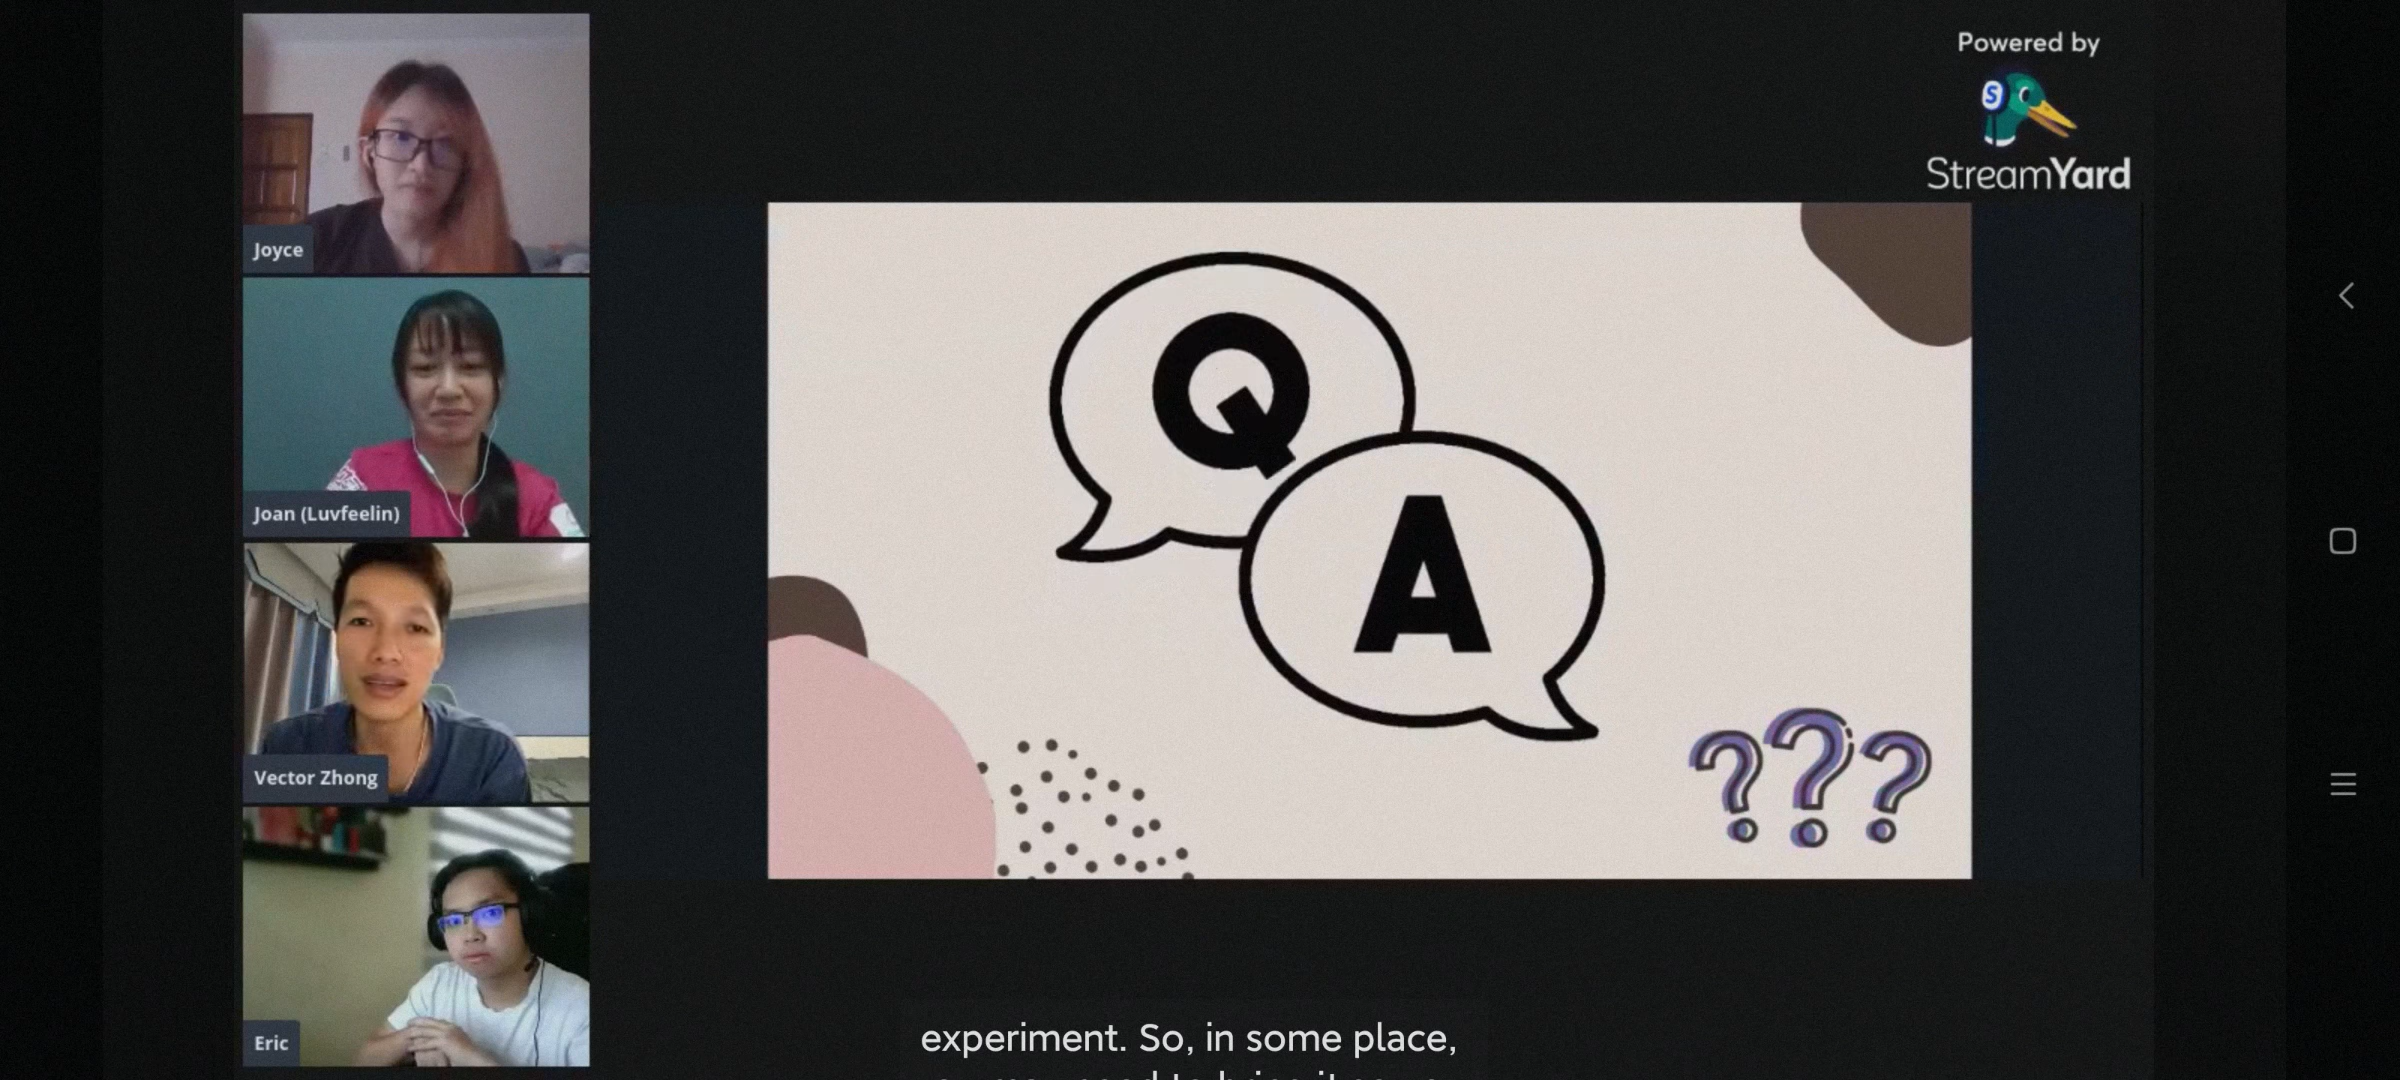 Powered by
S
StreamYard
Joyce
Joan (Luvfeelin)
Vector Zhong
Eric
Q
A
???
experiment. So, in some place,